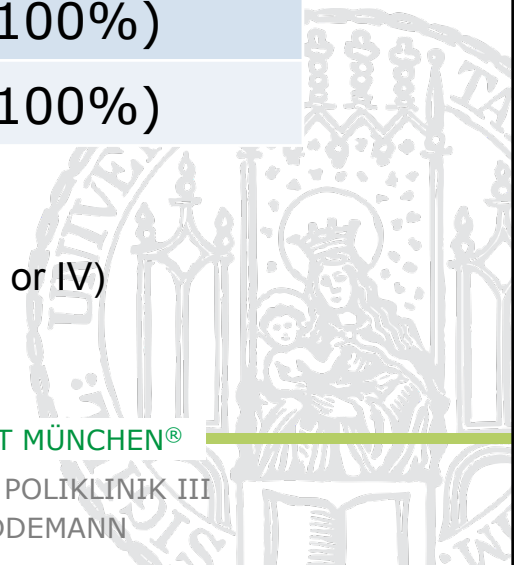 100%)
100%)
or IV)
T MÜNCHEN®
POLIKLINIK III
DEMANN